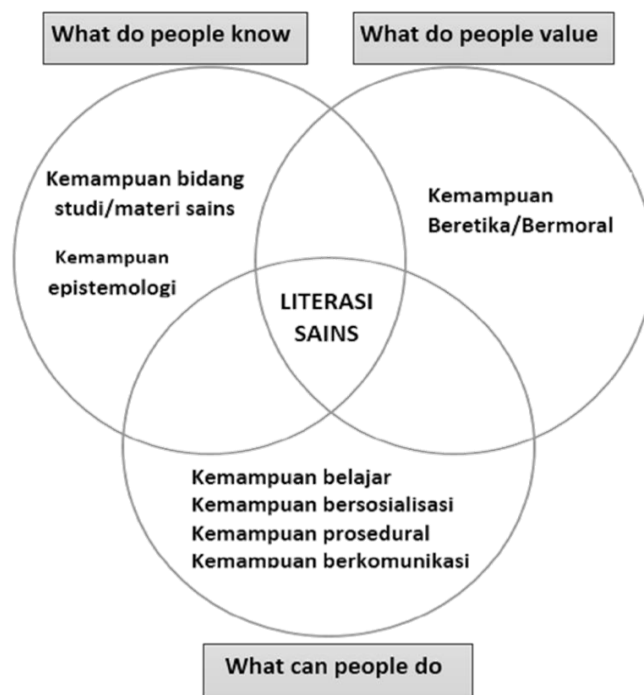 What do people know
What do people value
Kemampuan bidang
studi/materi sains
Kemampuan
epistemologi
Kemampuan
Beretika/Bermoral
LITERASI
SAINS
Kemampuan belajar
Kemampuan bersosialisasi
Kemampuan prosedural
Kemampuan berkomunikasi
What can people do